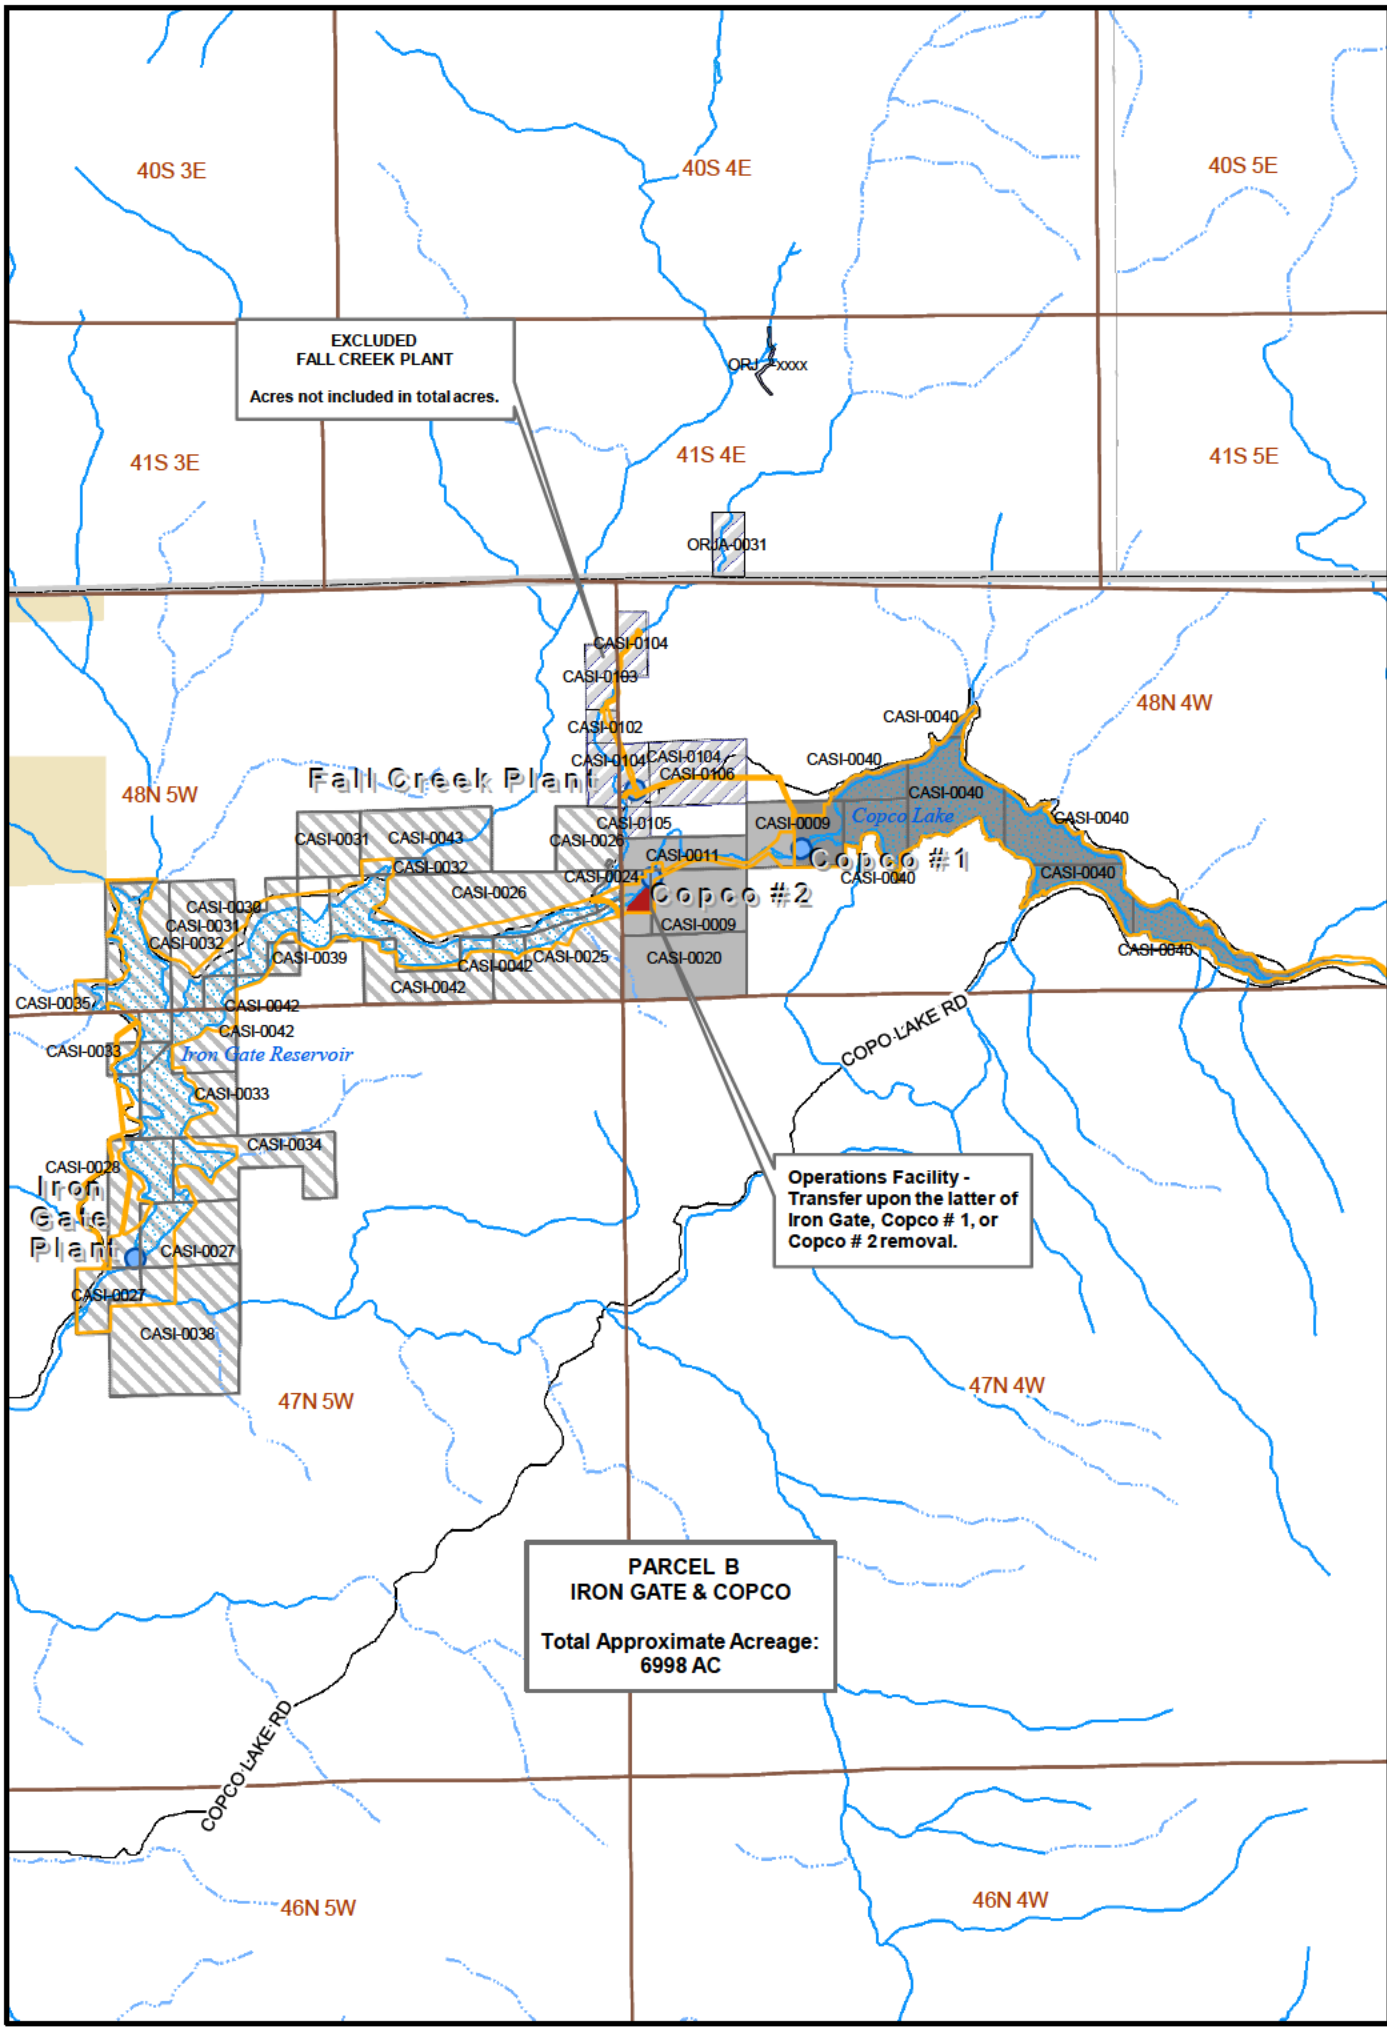 40S 3E
40S 4E
40S 5E
EXCLUDED
FALL CREEK PLANT
Acres not included in total acres.
ORJ -xxxx
41S 3E
41S 4E
41S 5E
ORJA-0031
CASI-0104
CASI-0103
48N 4W
CASI-0040
CASI-0102
CASI-0104
CASI-0104
CASI-0040
CASI-0106
Fall Creek Plant
48N 5W
CASI-0040
Copco Lake
CASI-0040
CASI-0105
CASI-0009
CASI-0031
CASI-0043
CASI-0026
CASI-0011
Copco #1
CASI-0032
CASI-0024
CASI-0040
CASI-0040
CASI-0026
Copco #2
CASI-0030
CASI-0031
CASI-0032
CASI-0009
CASI-0040
CASI-0039
CASI-0042
CASI-0025
CASI-0020
CASI-0042
CASI-0035
CASI-0042
COPO LAKE RD
CASI-0042
CASI-0033
Iron Gate Reservoir
CASI-0033
CASI-0034
CASI-0028
Iron
Gate
Plant
CASI-0027
CASI-0027
CASI-0038
Operations Facility -
Transfer upon the latter of
Iron Gate, Copco # 1, or
Copco # 2 removal.
47N 5W
47N 4W
PARCEL B
IRON GATE & COPCO
Total Approximate Acreage:
6998 AC
COPCO LAKE RD
46N 5W
46N 4W